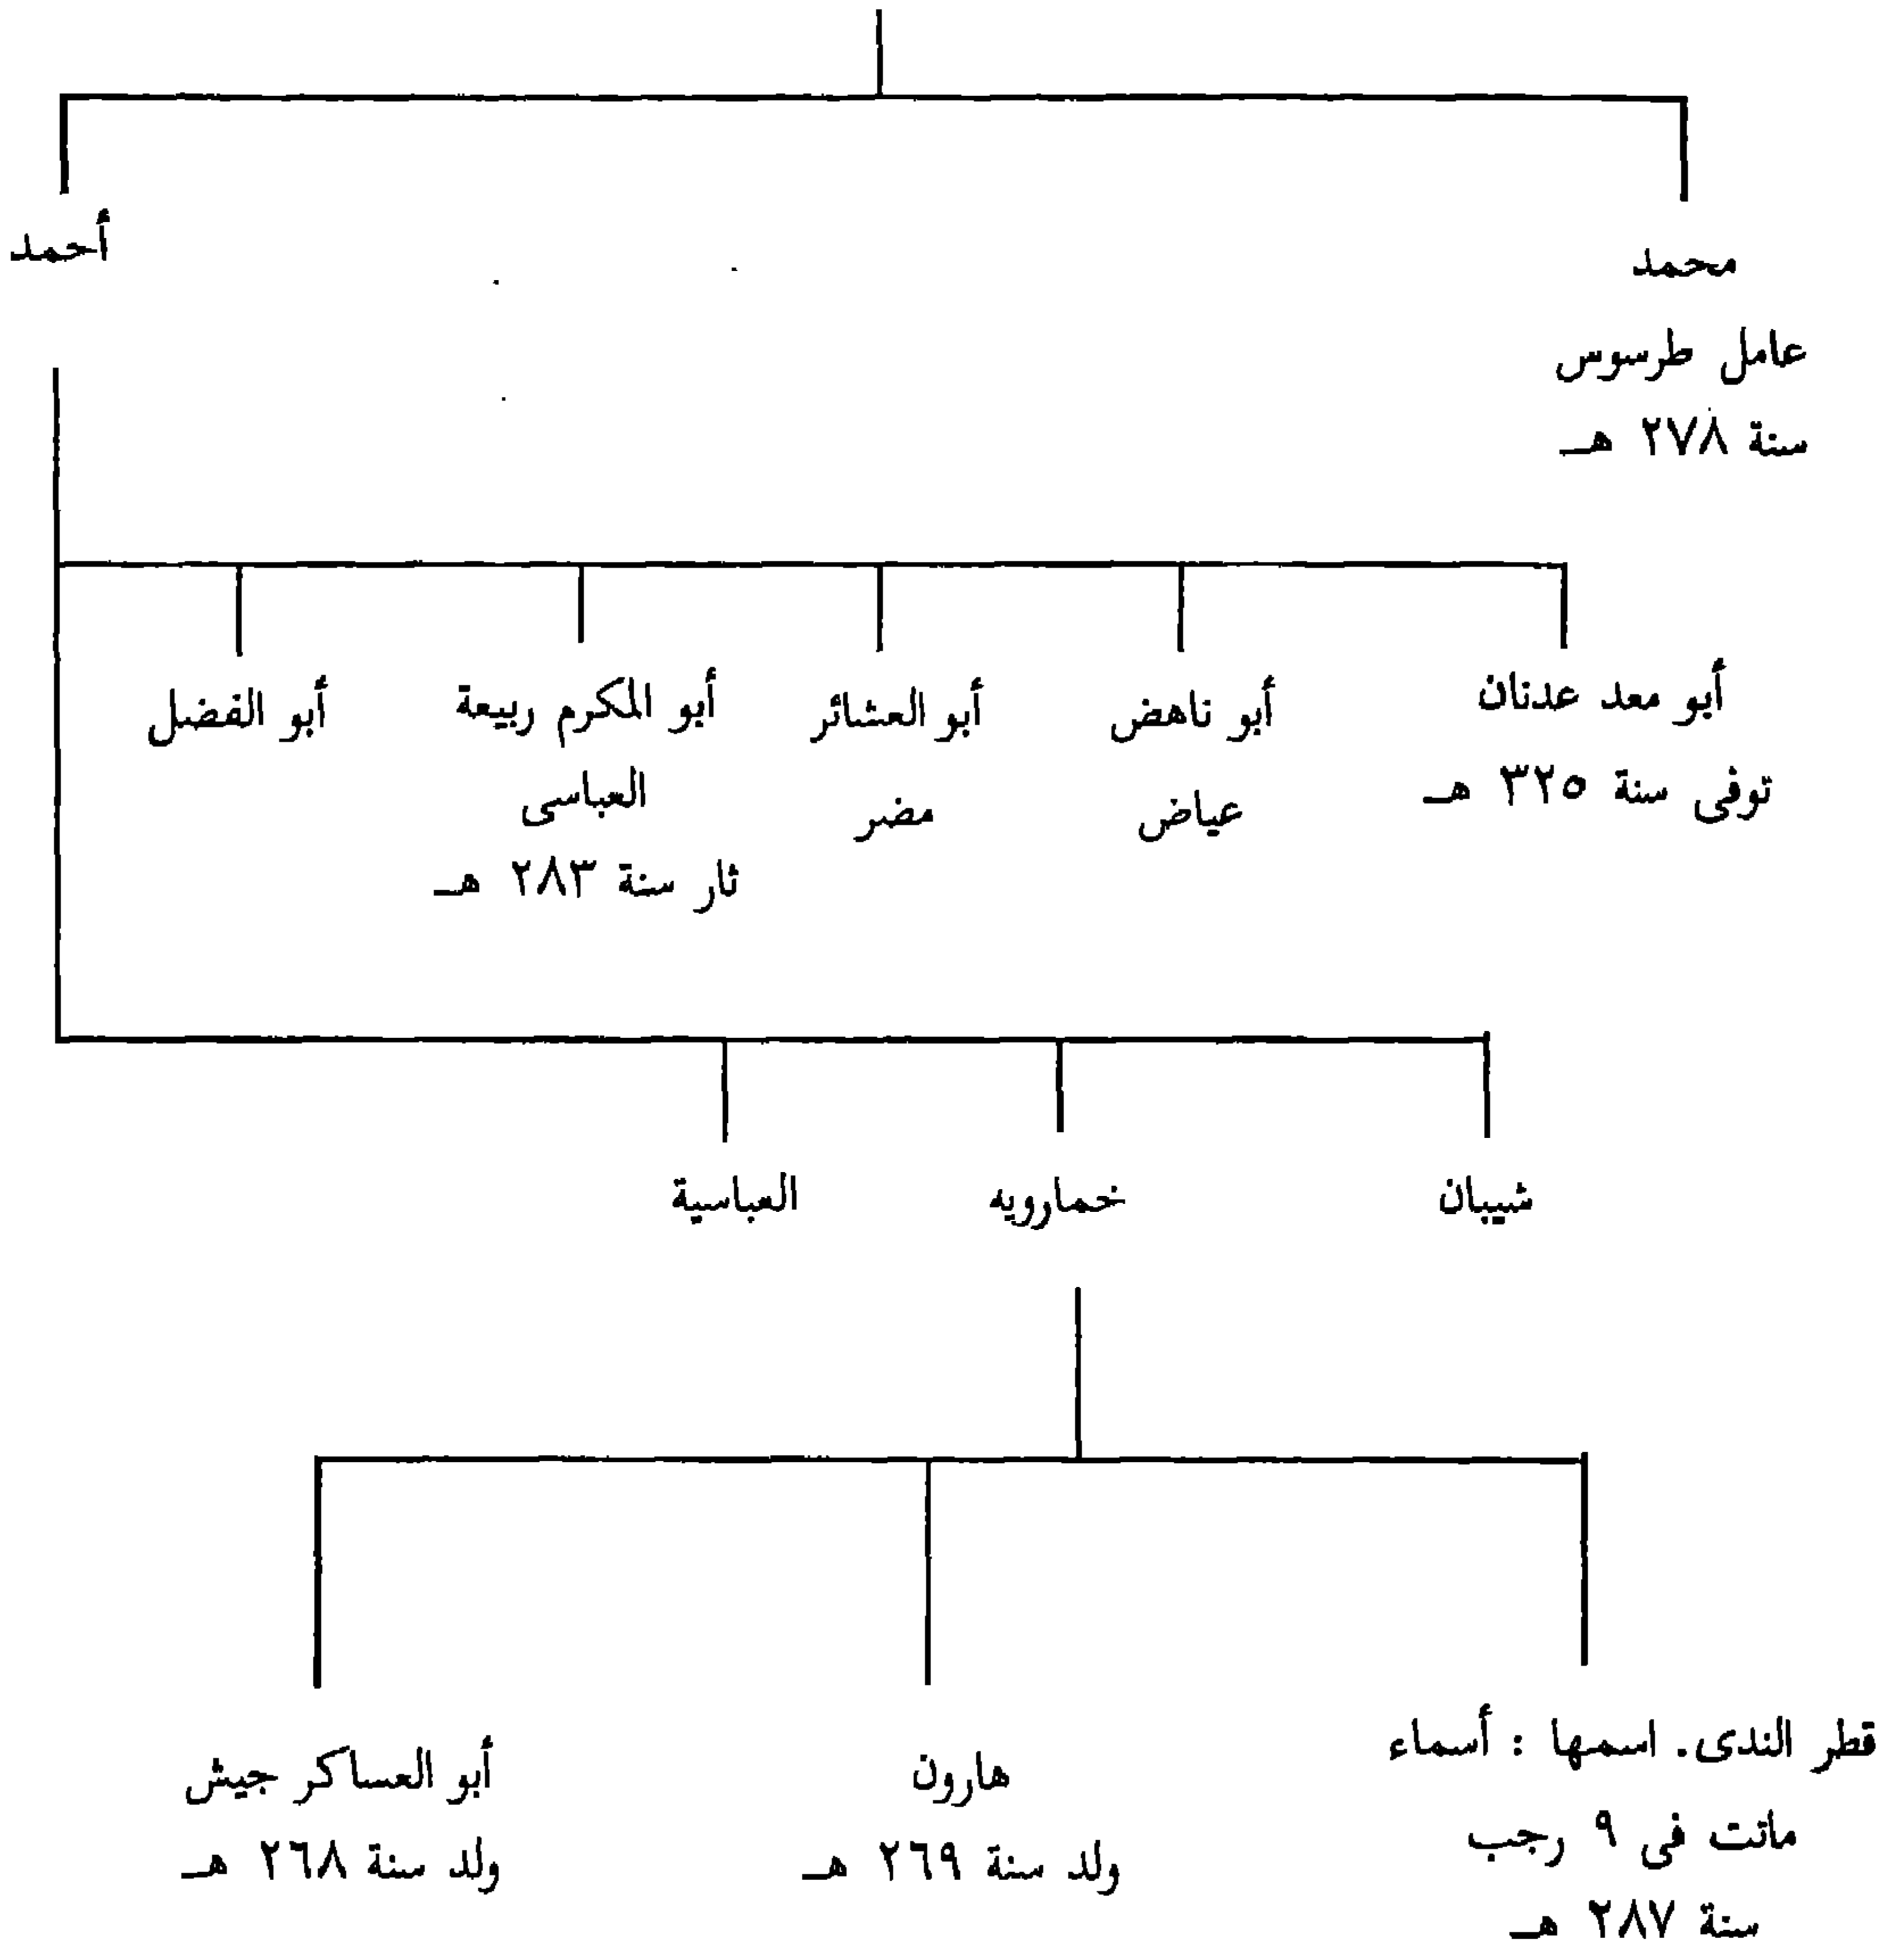 محمد
عامل طرسوس
سنة ٢٧٨ هـ
أحمد
أبو معد عدنان
توفى سنة ٣٢٥ هـ
أبو ناهض
عياض
أبو العشائر
مضر
أبو المكرم ربيعة
العباسى
ثار سنة ٢٨٣ هـ
أبو الفضل
شيبان
خمارويه
العباسية
قطر الندى. اسمها : أسماء
ماتت فى ٩ رجب
سنة ٢٨٧ هـ
هارون
ولد سنة ٢٦٩ هـ
أبو العساكر جيش
ولد سنة ٢٦٨ هـ